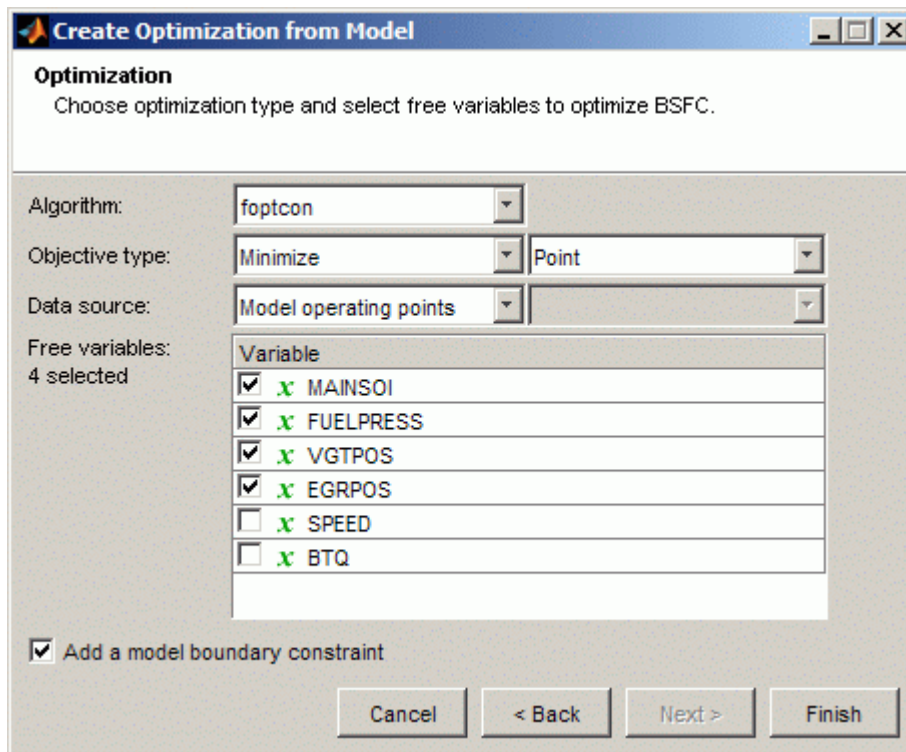 Create Optimization from Model
Optimization
Choose optimization type and select free variables to optimize BSFC.
Algorithm: foptcon
Objective type: Minimize Point
Data source: Model operating points
Free variables: Variable
4 selected
x MAINSOI
x FUELPRESS
x VGTPOS
x EGRPOS
x SPEED
x BTQ
Add a model boundary constraint
Cancel < Back Next > Finish